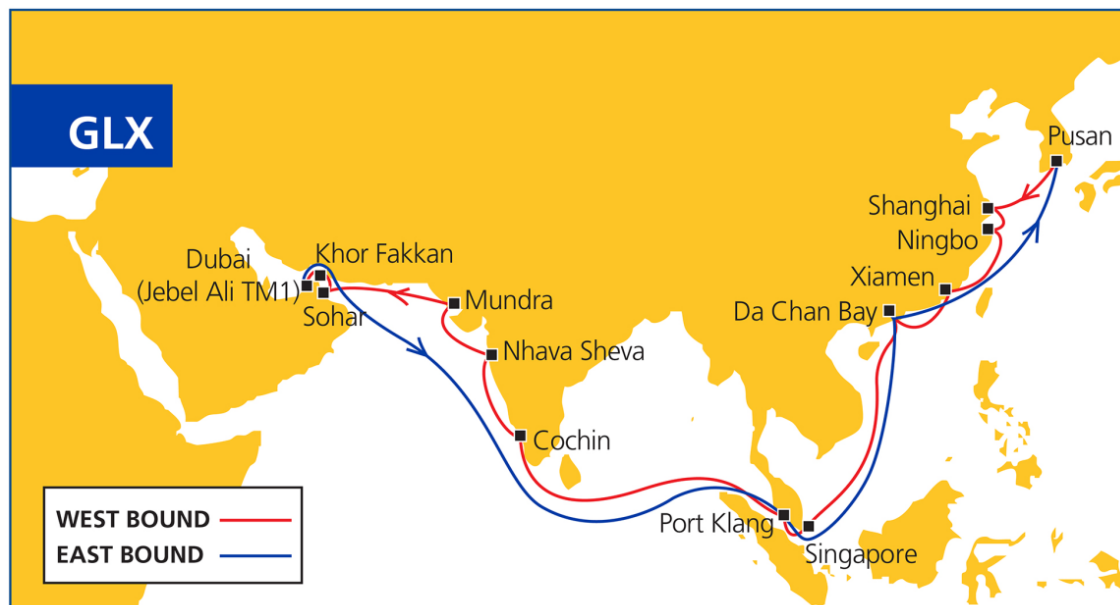 GLX
Pusan
Shanghai
Ningbo
Xiamen
Da Chan Bay
Dubai
(Jebel Ali TM1)
Khor Fakkan
Sohar
Mundra
Nhava Sheva
Cochin
Port Klang
Singapore
WEST BOUND
EAST BOUND